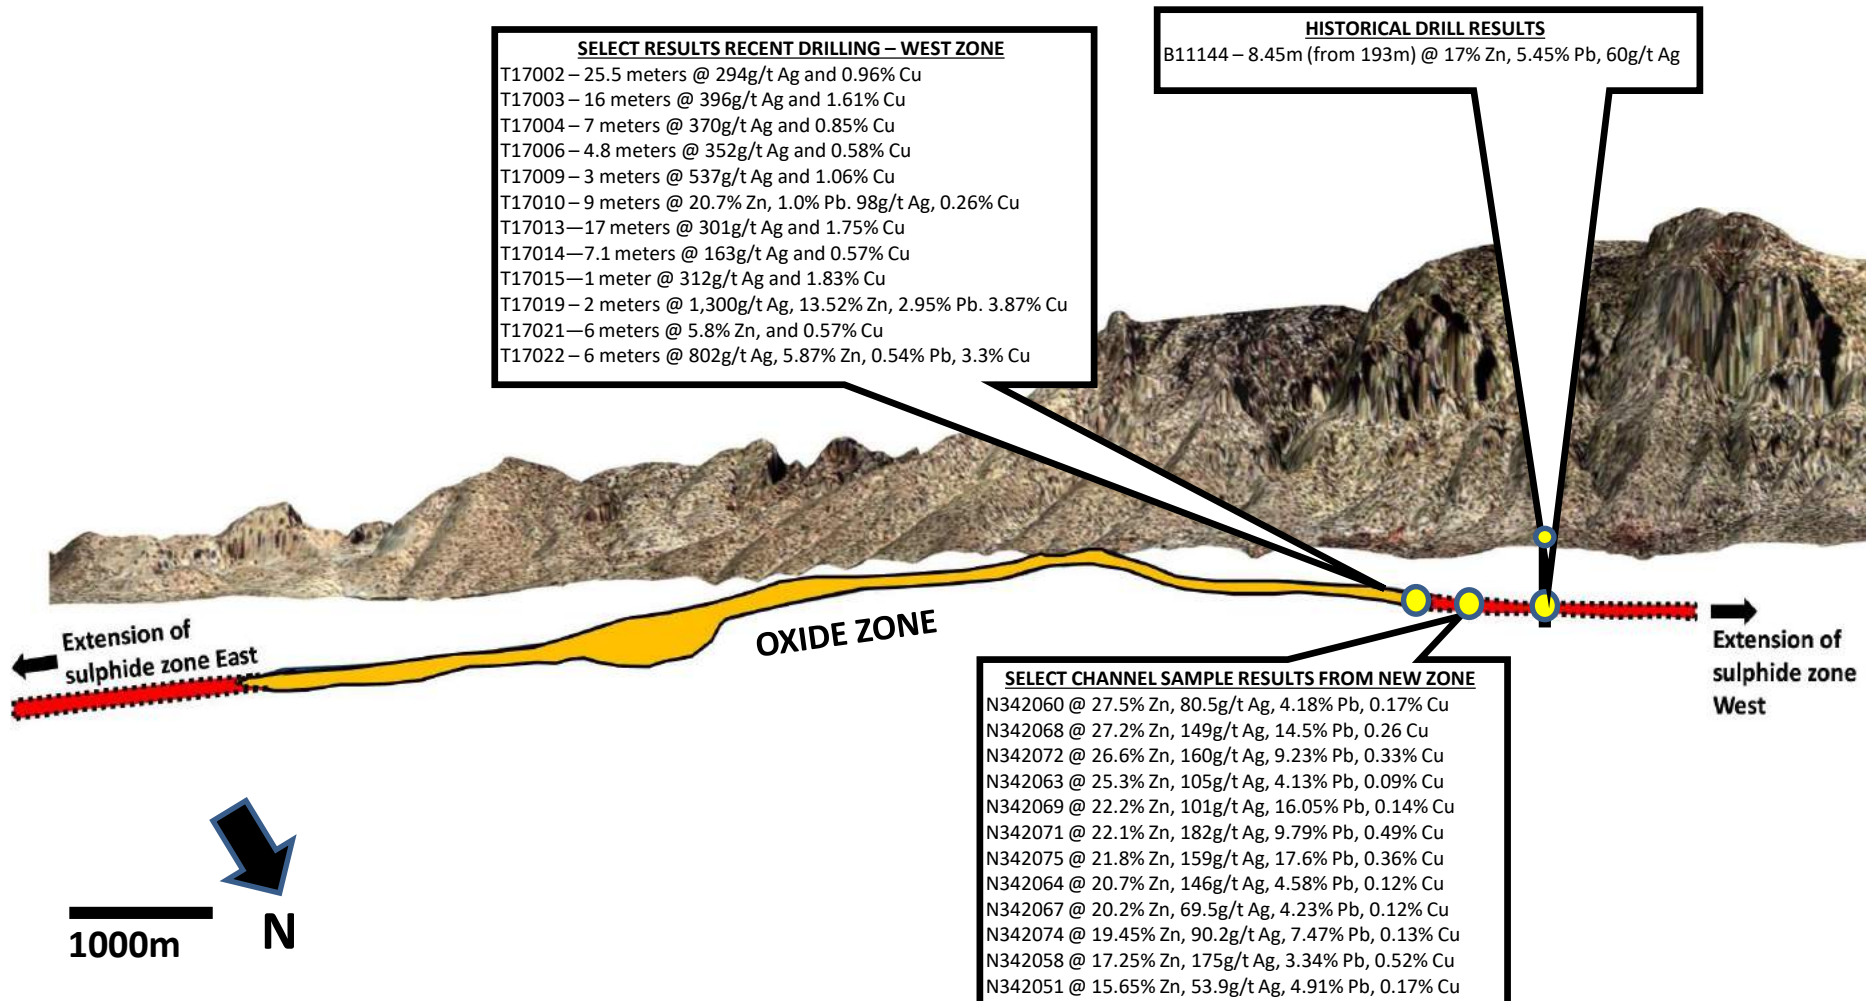 SELECT RESULTS RECENT DRILLING – WEST ZONE
T17002 – 25.5 meters @ 294g/t Ag and 0.96% Cu
T17003 – 16 meters @ 396g/t Ag and 1.61% Cu
T17004 – 7 meters @ 370g/t Ag and 0.85% Cu
T17006 – 4.8 meters @ 352g/t Ag and 0.58% Cu
T17009 – 3 meters @ 537g/t Ag and 1.06% Cu
T17010 – 9 meters @ 20.7% Zn, 1.0% Pb. 98g/t Ag, 0.26% Cu
T17013—17 meters @ 301g/t Ag and 1.75% Cu
T17014—7.1 meters @ 163g/t Ag and 0.57% Cu
T17015—1 meter @ 312g/t Ag and 1.83% Cu
T17019 – 2 meters @ 1,300g/t Ag, 13.52% Zn, 2.95% Pb. 3.87% Cu
T17021—6 meters @ 5.8% Zn, and 0.57% Cu
T17022 – 6 meters @ 802g/t Ag, 5.87% Zn, 0.54% Pb, 3.3% Cu
HISTORICAL DRILL RESULTS
B11144 – 8.45m (from 193m) @ 17% Zn, 5.45% Pb, 60g/t Ag
Extension of
sulphide zone East
OXIDE ZONE
Extension of
sulphide zone
West
SELECT CHANNEL SAMPLE RESULTS FROM NEW ZONE
N342060 @ 27.5% Zn, 80.5g/t Ag, 4.18% Pb, 0.17% Cu
N342068 @ 27.2% Zn, 149g/t Ag, 14.5% Pb, 0.26 Cu
N342072 @ 26.6% Zn, 160g/t Ag, 9.23% Pb, 0.33% Cu
N342063 @ 25.3% Zn, 105g/t Ag, 4.13% Pb, 0.09% Cu
N342069 @ 22.2% Zn, 101g/t Ag, 16.05% Pb, 0.14% Cu
N342071 @ 22.1% Zn, 182g/t Ag, 9.79% Pb, 0.49% Cu
N342075 @ 21.8% Zn, 159g/t Ag, 17.6% Pb, 0.36% Cu
N342064 @ 20.7% Zn, 146g/t Ag, 4.58% Pb, 0.12% Cu
N342067 @ 20.2% Zn, 69.5g/t Ag, 4.23% Pb, 0.12% Cu
N342074 @ 19.45% Zn, 90.2g/t Ag, 7.47% Pb, 0.13% Cu
N342058 @ 17.25% Zn, 175g/t Ag, 3.34% Pb, 0.52% Cu
N342051 @ 15.65% Zn, 53.9g/t Ag, 4.91% Pb, 0.17% Cu
1000m
N